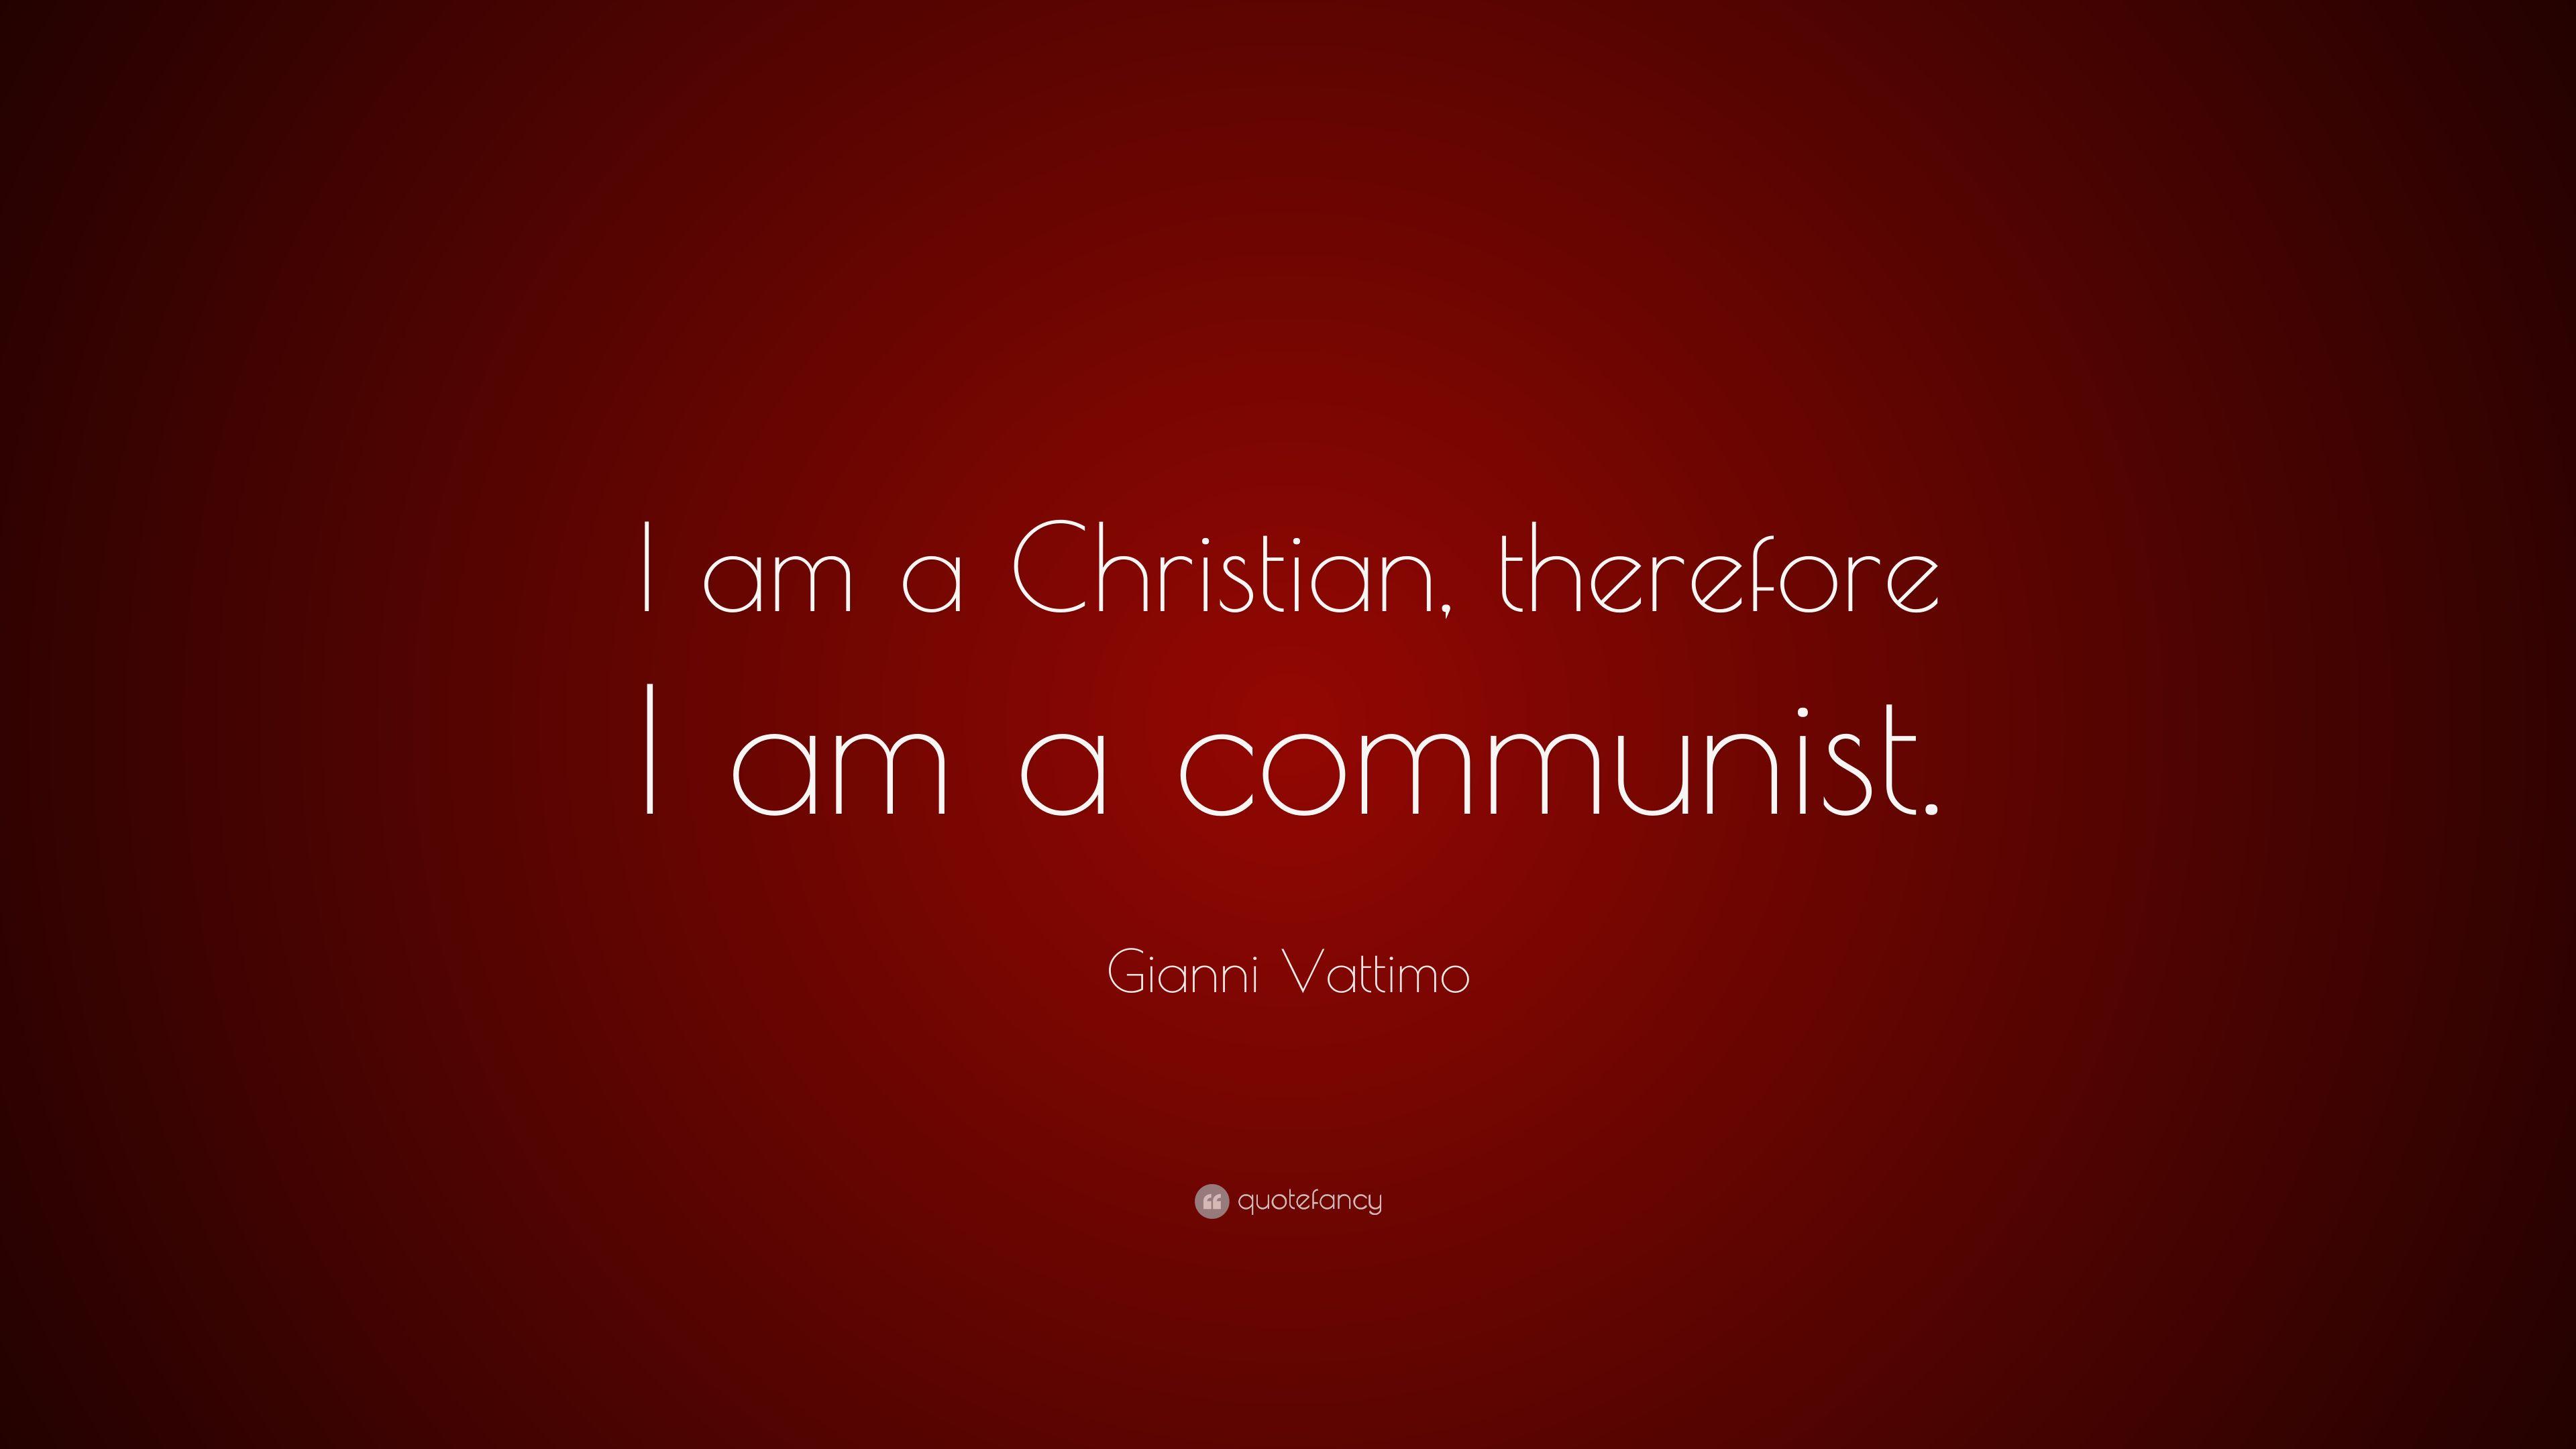 I am a Christian, therefore
I am a communist.
Gianni Vattimo
quotefancy